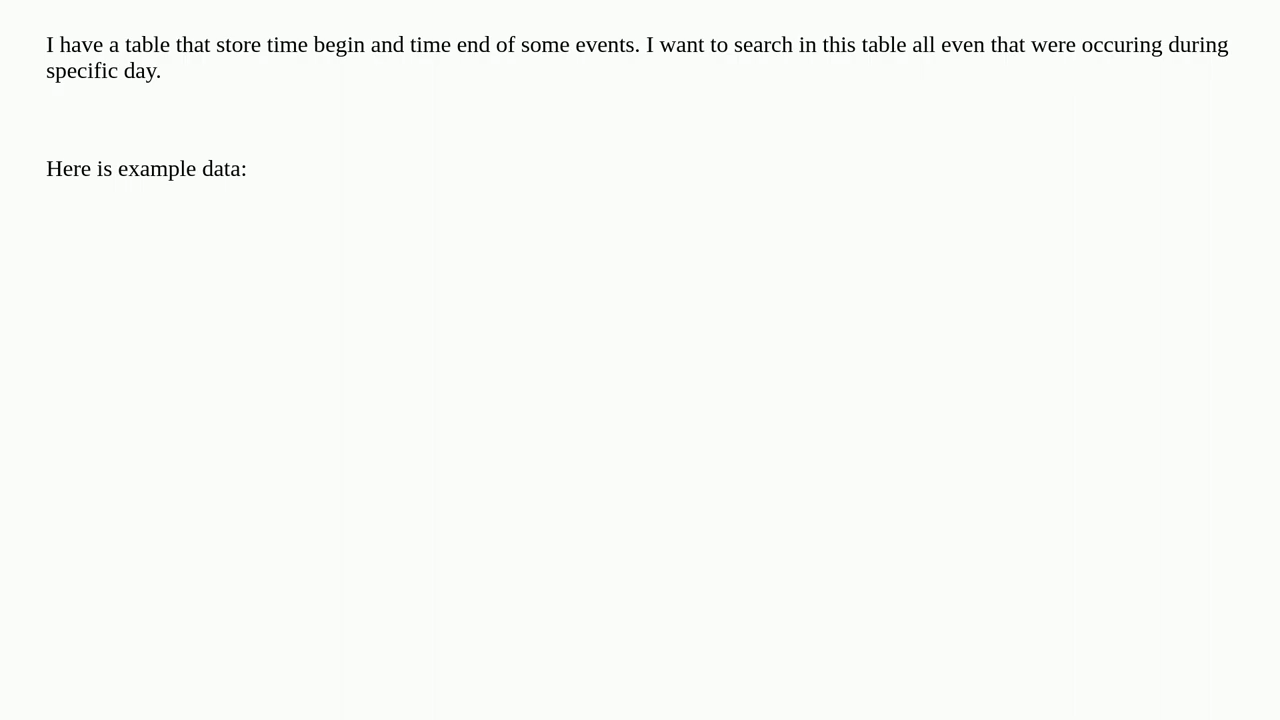 I have a table that store time begin and time end of some events. I want to search in this table all even that were occuring during
specific day.
Here is example data: